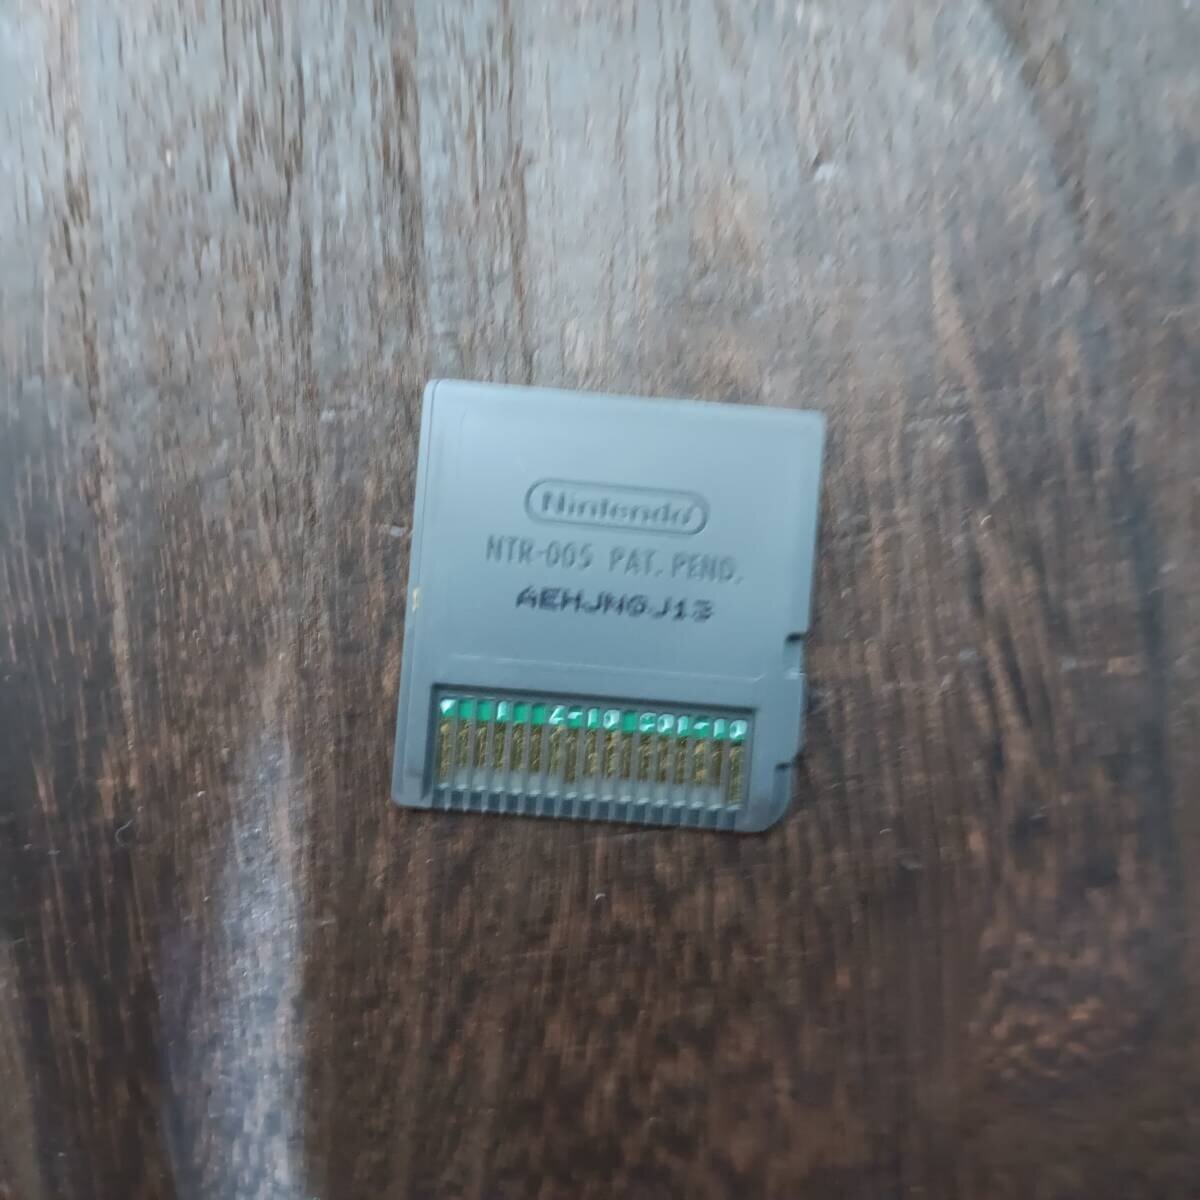 Nintendo
NTR-005 PAT. PEND.
AEHJN0J13